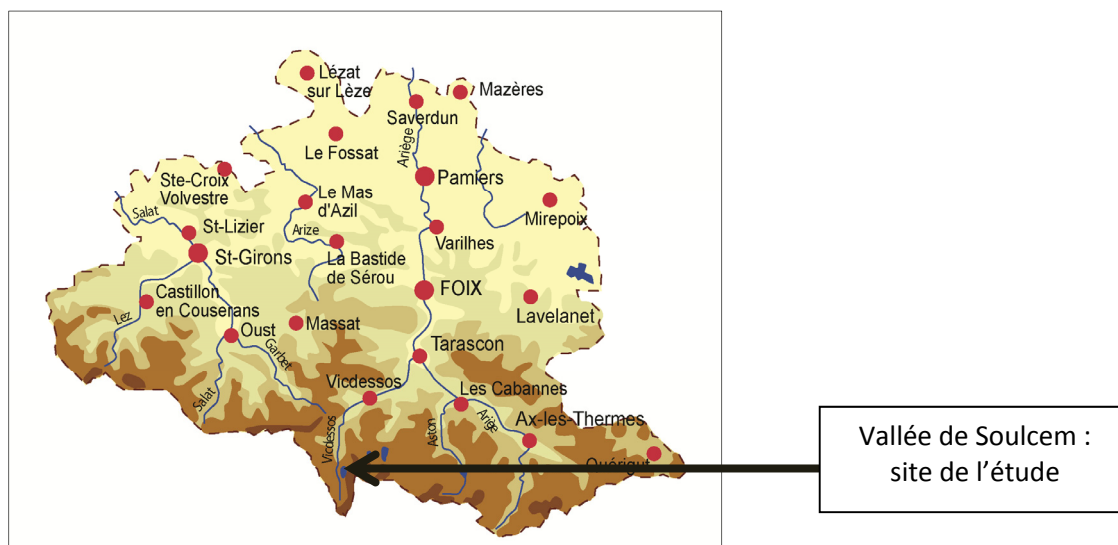 Lézat
sur Lèze
Mazères
Saverdun
Ariège
Le Fossat
Pamiers
Ste-Croix
Volvestre
Le Mas
d'Azil
Mirepoix
Salat
St-Lizier
Arize
Varilhes
St-Girons
La Bastide
de Sérou
FOIX
Castillon
en Couserans
Lez
Lavelanet
Oust
Massat
Garbet
Tarascon
Salat
Vicdessos
Les Cabannes
Arige
Ax-les-Thermes
Vicdessos
Aston
Quérigut
Vallée de Soulcem :
site de l'étude